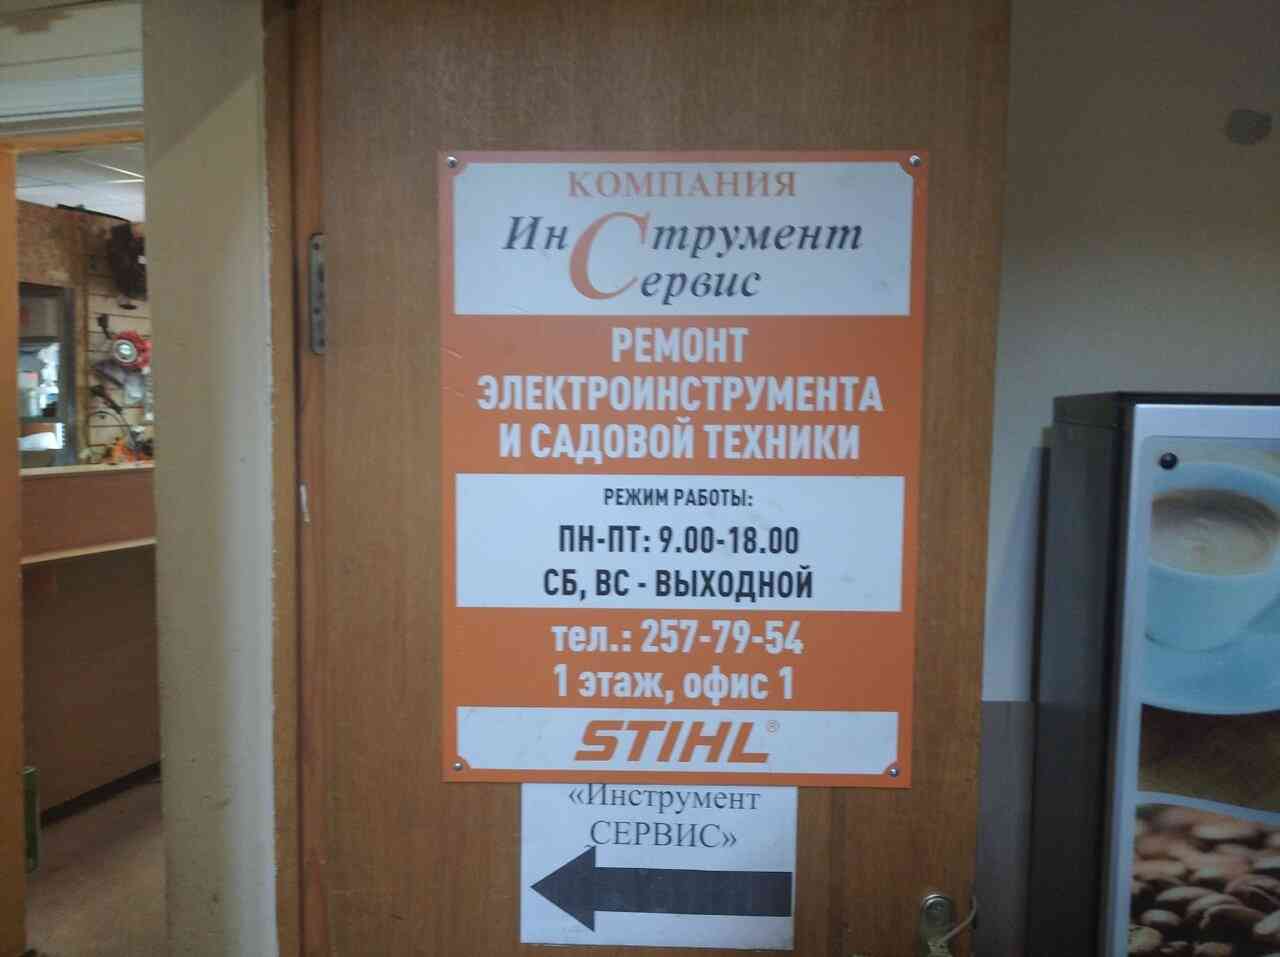 КОМПАНИЯ
ИнСтрумент
Сервис
РЕМОНТ
ЭЛЕКТРОИНСТРУМЕНТА
И САДОВОЙ ТЕХНИКИ
РЕЖИМ РАБОТЫ:
ПН-ПТ: 9.00-18.00
СБ, ВС - ВЫХОДНОЙ
тел.: 257-79-54
1 этаж, офис 1
STIHL®
«Инструмент
СЕРВИС»